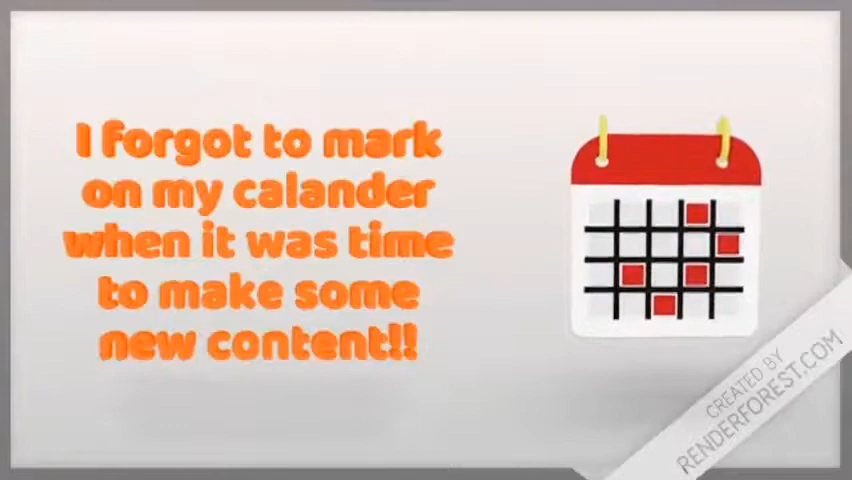 I forgot to mark
on my calander
when it was time
to make some
new content!!
CREATED BY
RENDERFOREST.COM